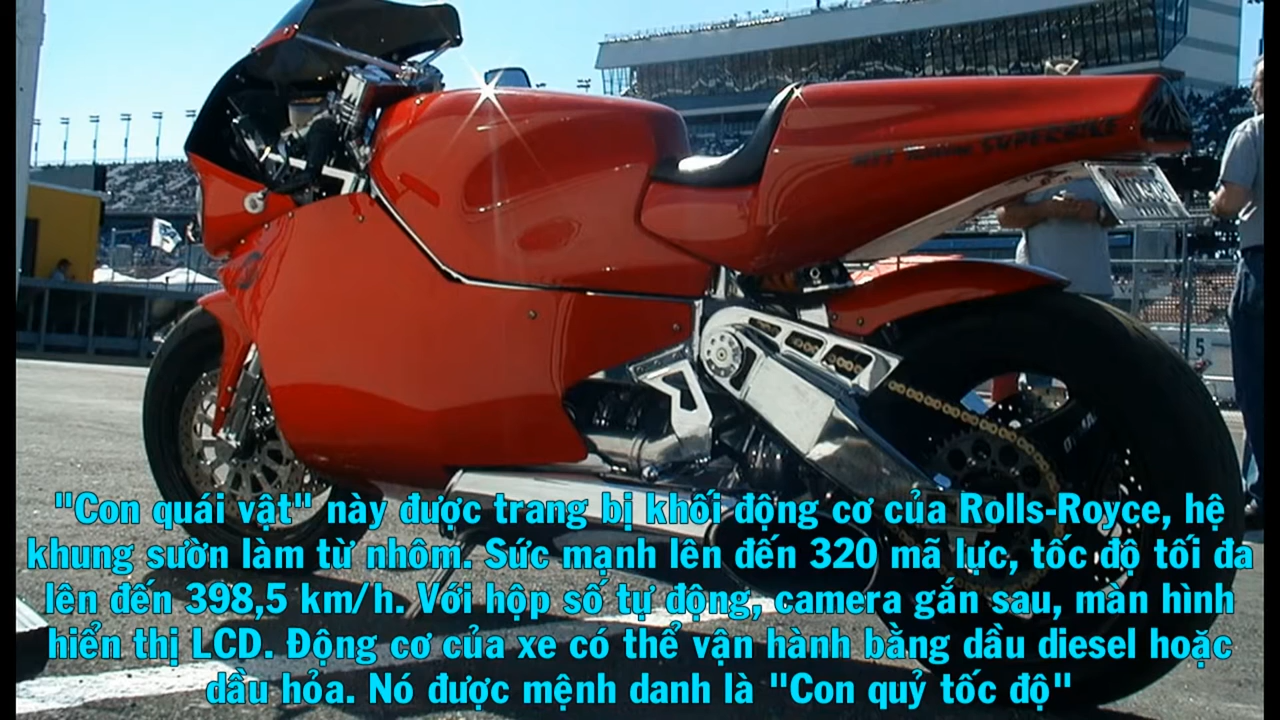 SUPERBIKE
5
"Con quái vật" này được trang bị khối động cơ của Rolls-Royce, hệ
khung sườn làm từ nhôm. Sức mạnh lên đến 320 mã lực, tốc độ tối đa
lên đến 398,5 km/h. Với hộp số tự động, camera gắn sau, màn hình
hiển thị LCD. Động cơ của xe có thể vận hành bằng dầu diesel hoặc
dầu hỏa. Nó được mệnh danh là "Con quỷ tốc độ"